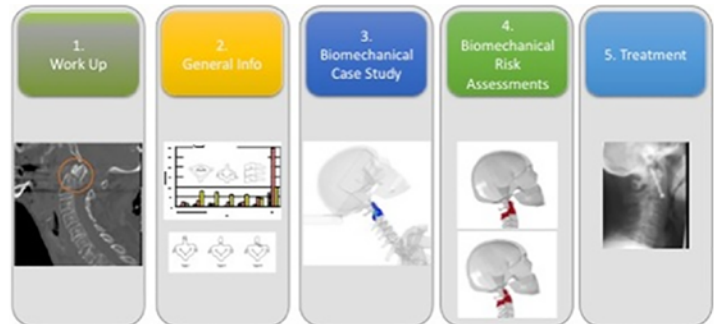 1.
Work Up
2.
General Info
3.
Biomechanical
Case Study
4.
Biomechanical
Risk
Assessments
5. Treatment